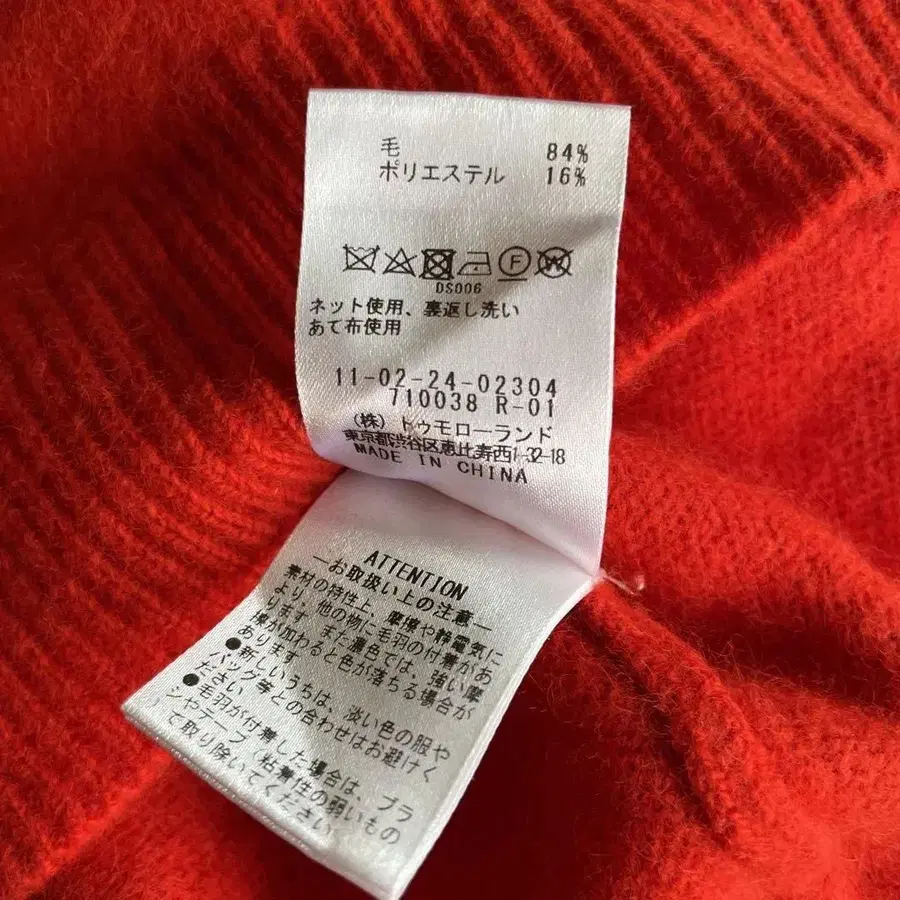 毛 84%
ポリエステル 16%
F W
DS006
ネット使用、裏返し洗い
あて布使用
11-02-24-02304
710038 R-01
(株) トゥモローランド
東京都渋谷区恵比寿西1-32-18
MADE IN CHINA
ATTENTION
―お取扱い上の注意―
素材の特性上、摩擦や静電気に
より、他の物に毛羽の付着があ
ります。また濃色では、強い摩
擦が加わると色が落ちる場合が
あります。
●新しいうちは、淡い色の服や
バッグ等との合わせはお避けく
ださい。
●毛羽が付着した場合は、ブラ
シやテープ(粘着性の弱いもの)
で取り除いてください。